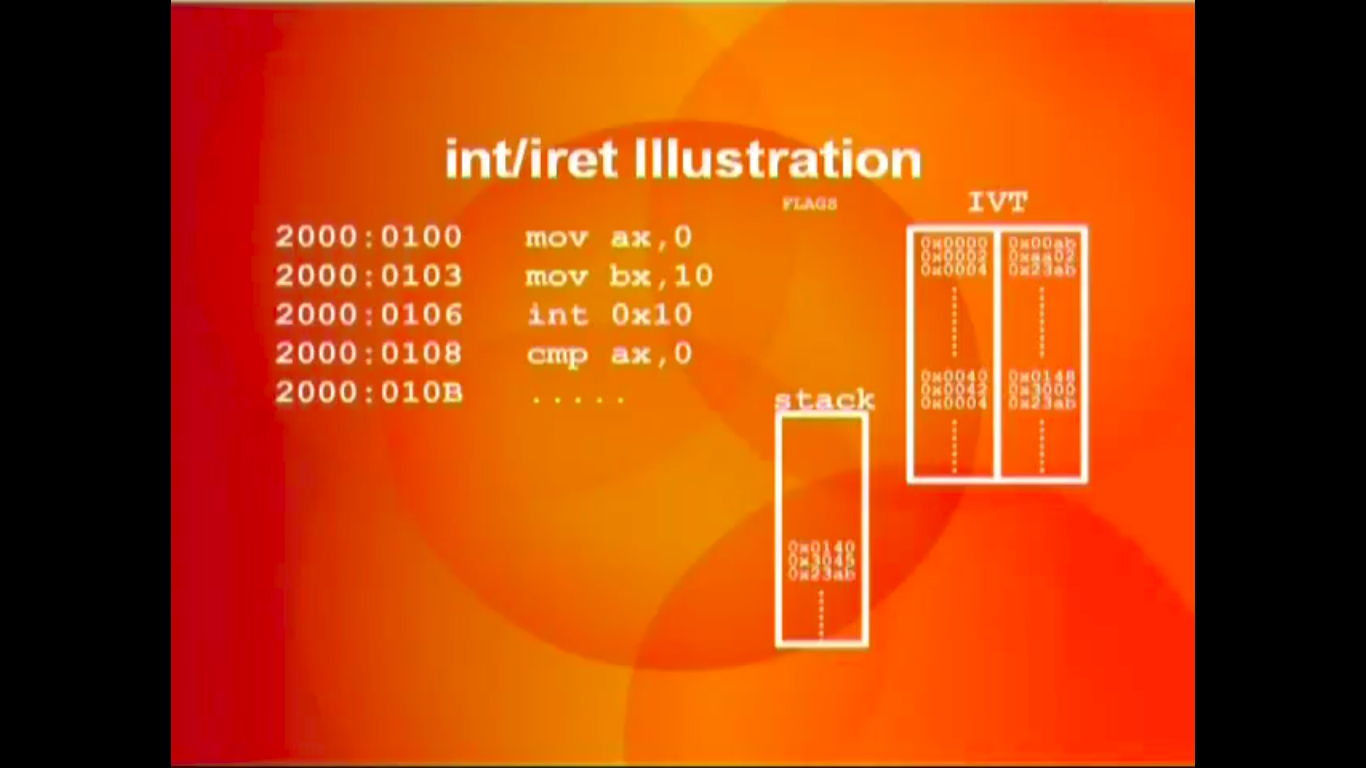 int/iret Illustration
FLAGS
IVT
2000:0100 mov ax,0
2000:0103 mov bx,10
2000:0106 int 0x10
2000:0108 cmp ax,0
2000:010B .....
0x0000 0x00ab
0x0002 0xaa02
0x0004 0x23ab
0x0040 0x0148
0x0042 0x3000
0x0004 0x23ab
stack
0x0140
0x3045
0x23ab